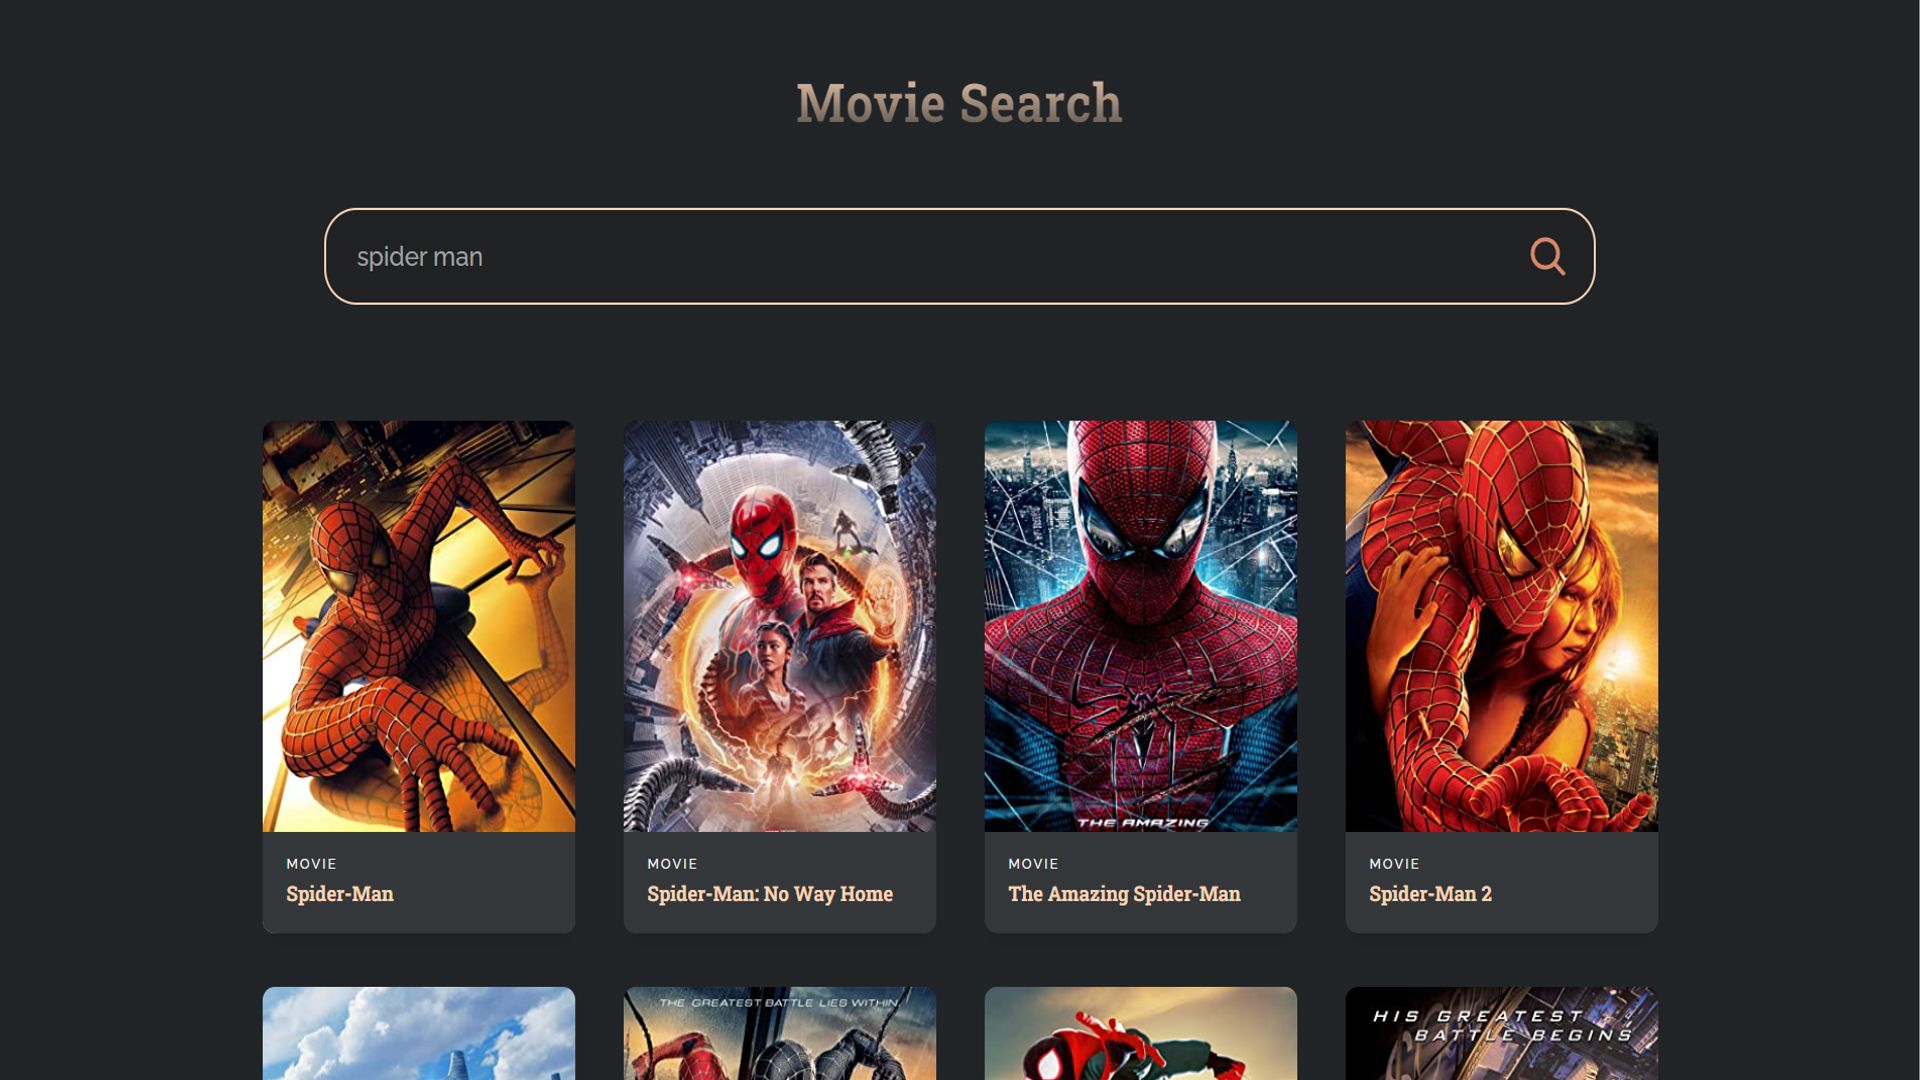 Movie Search
spider man
THE AMAZING
MOVIE
Spider-Man
MOVIE
Spider-Man: No Way Home
MOVIE
The Amazing Spider-Man
MOVIE
Spider-Man 2
THE GREATEST BATTLE LIES WITHIN.
HIS GREATEST
BATTLE BEGINS